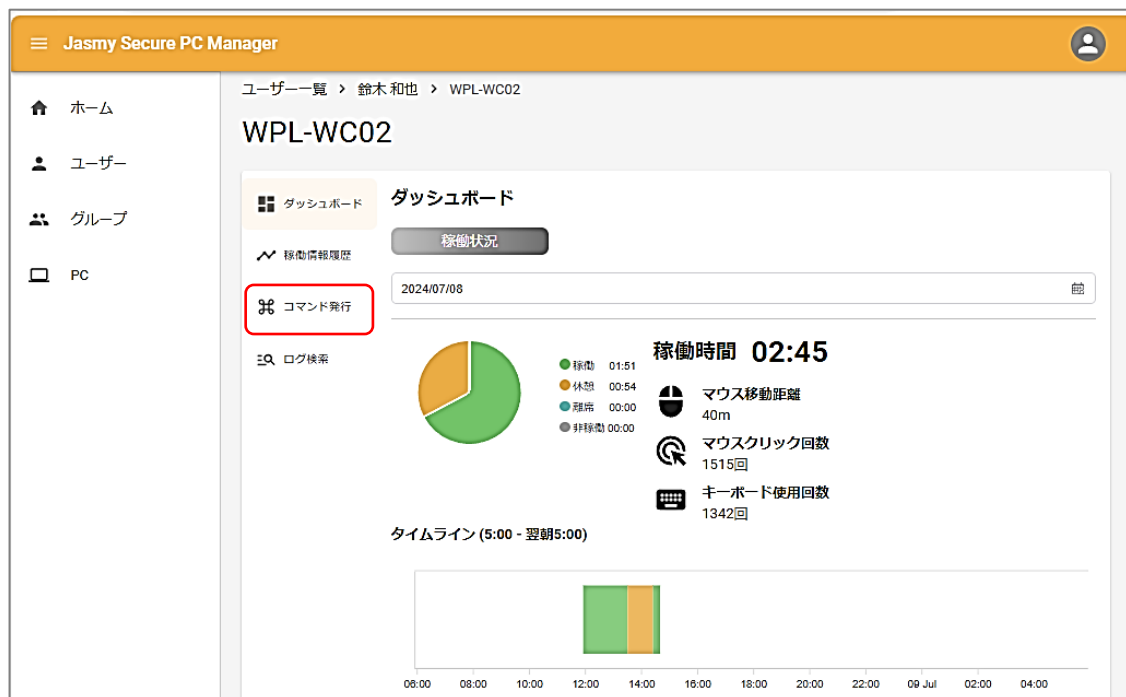 Jasmy Secure PC Manager
ホーム
ユーザー
グループ
PC
ユーザー一覧 > 鈴木 和也 > WPL-WC02
WPL-WC02
ダッシュボード
稼働情報履歴
コマンド発行
ログ検索
ダッシュボード
稼働状況
2024/07/08
稼働 01:51
休憩 00:54
離席 00:00
非稼働 00:00
稼働時間 02:45
マウス移動距離
40m
マウスクリック回数
1515回
キーボード使用回数
1342回
タイムライン (5:00 - 翌朝5:00)
06:00 08:00 10:00 12:00 14:00 16:00 18:00 20:00 22:00 09 Jul 02:00 04:00